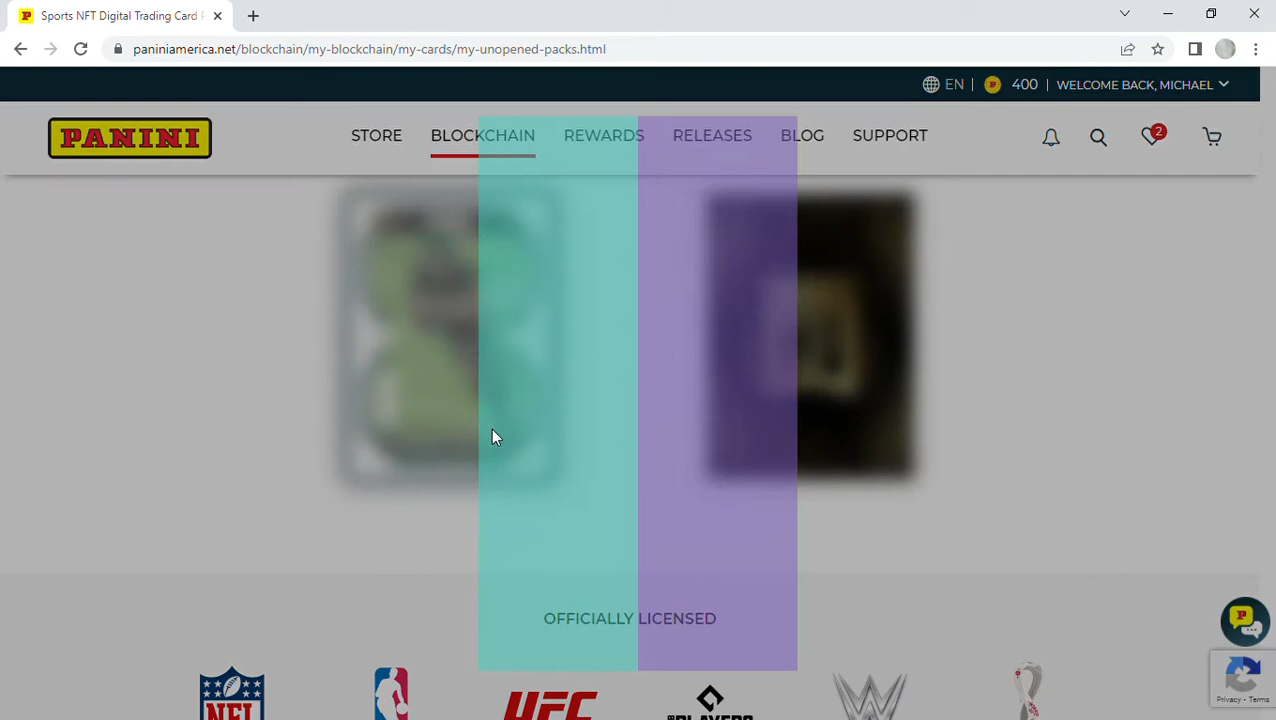 Sports NFT Digital Trading Card
paniniamerica.net/blockchain/my-blockchain/my-cards/my-unopened-packs.html
EN | P 400 | WELCOME BACK, MICHAEL
PANINI
STORE BLOCKCHAIN REWARDS RELEASES BLOG SUPPORT
2
OFFICIALLY LICENSED
NFL
UFC
PLAYERS
Privacy - Terms